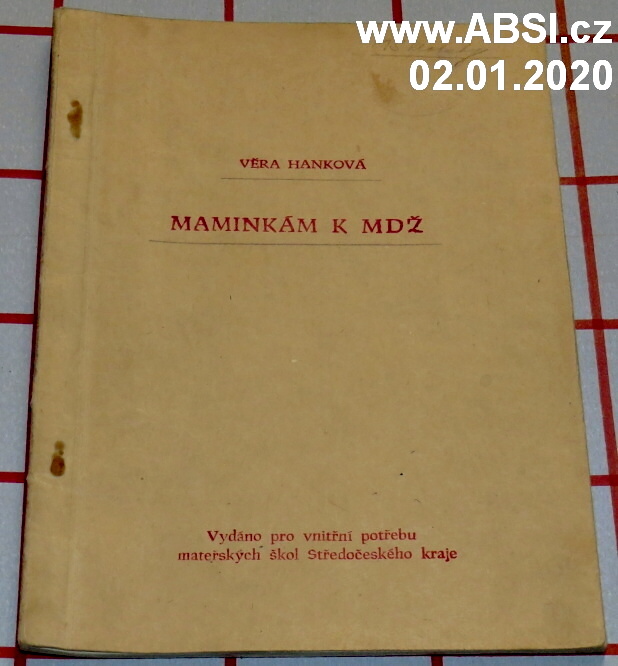 www.ABSI.cz
02.01.2020
VĚRA HANKOVÁ
MAMINKÁM K MDŽ
Vydáno pro vnitřní potřebu
mateřských škol Středočeského kraje